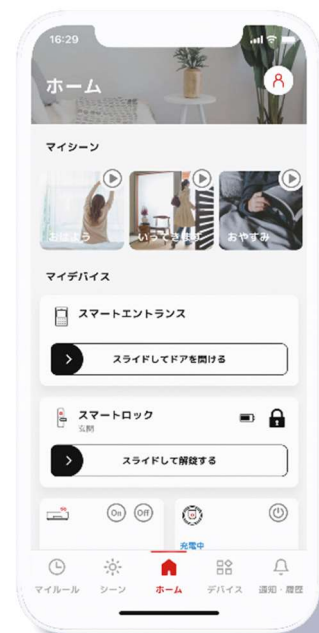 16:29
ホーム
マイシーン
おはよう
いってきます
おやすみ
マイデバイス
スマートエントランス
スライドしてドアを開ける
スマートロック
玄関
スライドして解錠する
On
Off
充電中
マイルール
シーン
ホーム
デバイス
通知・履歴